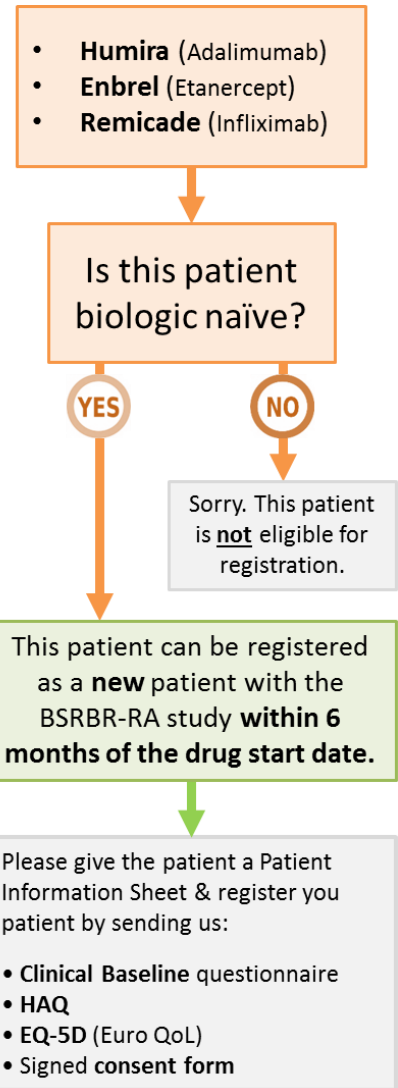 • Humira (Adalimumab)
• Enbrel (Etanercept)
• Remicade (Infliximab)
Is this patient
biologic naïve?
YES
NO
Sorry. This patient
is not eligible for
registration.
This patient can be registered
as a new patient with the
BSRBR-RA study within 6
months of the drug start date.
Please give the patient a Patient
Information Sheet & register you
patient by sending us:
• Clinical Baseline questionnaire
• HAQ
• EQ-5D (Euro QoL)
• Signed consent form